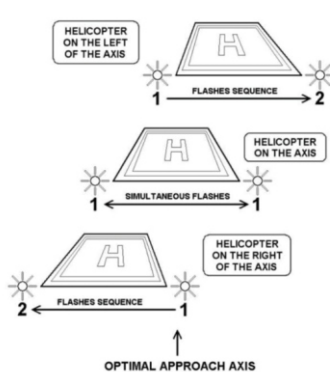 HELICOPTER
ON THE LEFT
OF THE AXIS
H
FLASHES SEQUENCE
1
2
HELICOPTER
ON THE AXIS
H
SIMULTANEOUS FLASHES
1
1
HELICOPTER
ON THE RIGHT
OF THE AXIS
H
FLASHES SEQUENCE
2
1
OPTIMAL APPROACH AXIS